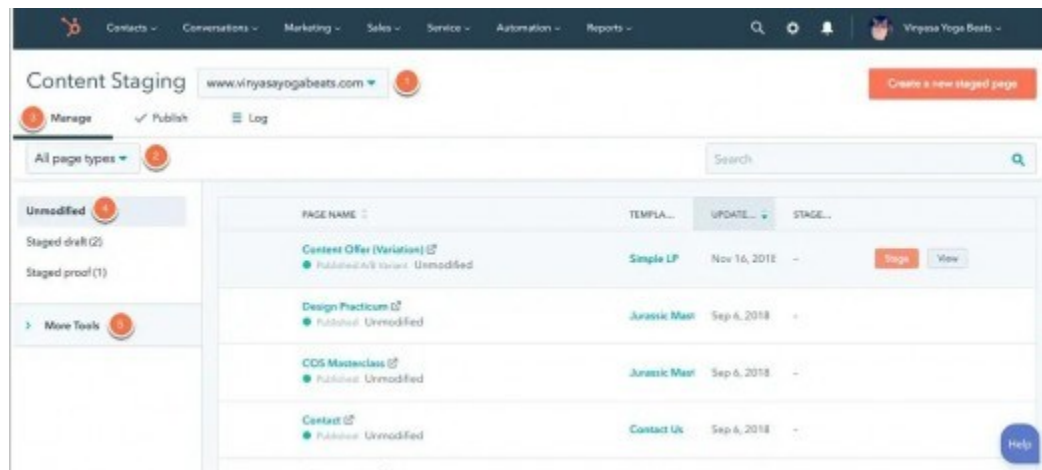 Contacts Conversations Marketing Sales Service Automation Reports Vinyasa Yoga Beats
Content Staging www.vinyasayogabeats.com 1 Create a new staged page
3 Manage Publish Log
All page types 2 Search
Unmodified 4
Staged draft (2)
Staged proof (1)
More Tools 5
PAGE NAME TEMPLA... UPDATE... STAGE...
Content Offer (Variation) Simple LP Nov 16, 2018 - Stage View
Published A/B Variant Unmodified
Design Practicum Jurassic Mast Sep 6, 2018 -
Published Unmodified
COS Masterclass Jurassic Mast Sep 6, 2018 -
Published Unmodified
Contact Contact Us Sep 6, 2018 -
Published Unmodified
Help